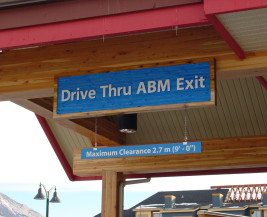 Drive Thru ABM Exit
Maximum Clearance 2.7 m (9' - 0")